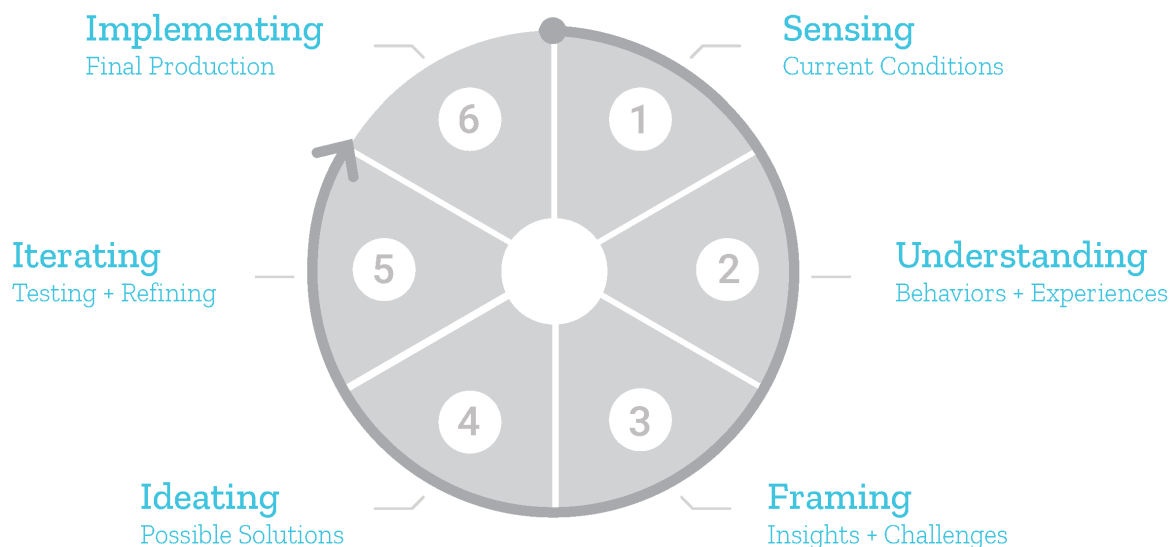 Implementing
Final Production
Sensing
Current Conditions
6
1
Iterating
Testing + Refining
5
2
Understanding
Behaviors + Experiences
4
3
Ideating
Possible Solutions
Framing
Insights + Challenges